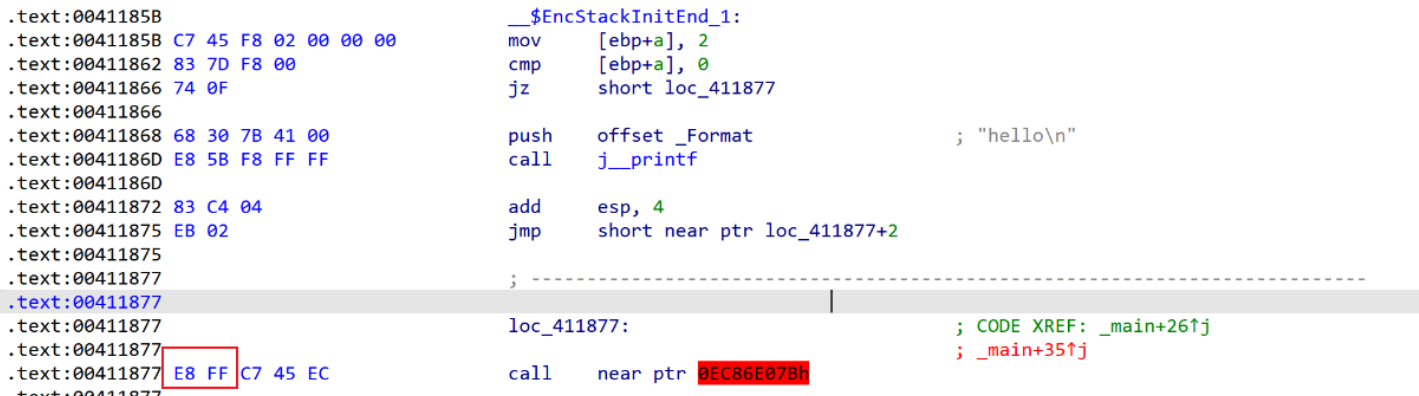 .text:0041185B __$EncStackInitEnd_1:
.text:0041185B C7 45 F8 02 00 00 00 mov [ebp+a], 2
.text:00411862 83 7D F8 00 cmp [ebp+a], 0
.text:00411866 74 0F jz short loc_411877
.text:00411866
.text:00411868 68 30 7B 41 00 push offset _Format ; "hello\n"
.text:0041186D E8 5B F8 FF FF call j__printf
.text:0041186D
.text:00411872 83 C4 04 add esp, 4
.text:00411875 EB 02 jmp short near ptr loc_411877+2
.text:00411875
.text:00411877 ; ---------------------------------------------------------------------------
.text:00411877
.text:00411877 loc_411877: ; CODE XREF: _main+26↑j
.text:00411877 ; _main+35↑j
.text:00411877 E8 FF C7 45 EC call near ptr 0EC86E07Bh
.text:00411877